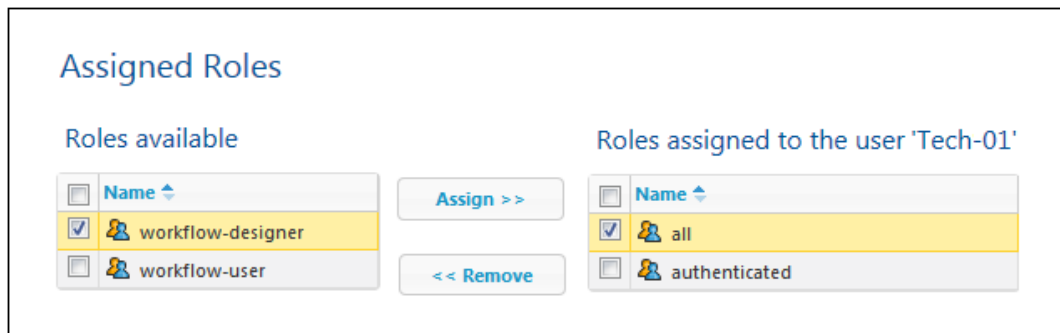 Assigned Roles
Roles available
Name
workflow-designer
workflow-user
Assign >>
<< Remove
Roles assigned to the user 'Tech-01'
Name
all
authenticated